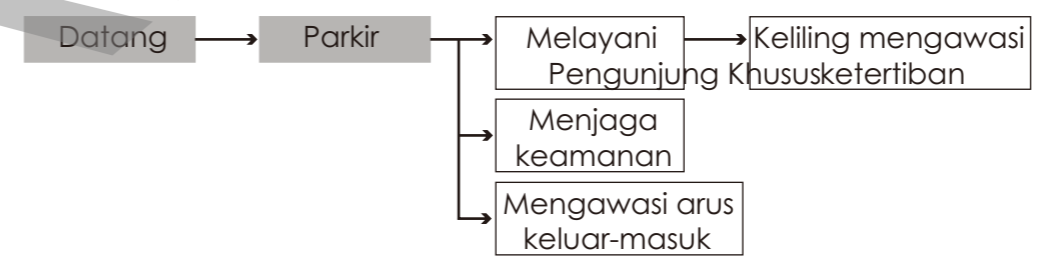 Datang
Parkir
Melayani
Pengunjung Khusus
Keliling mengawasi
ketertiban
Menjaga
keamanan
Mengawasi arus
keluar-masuk